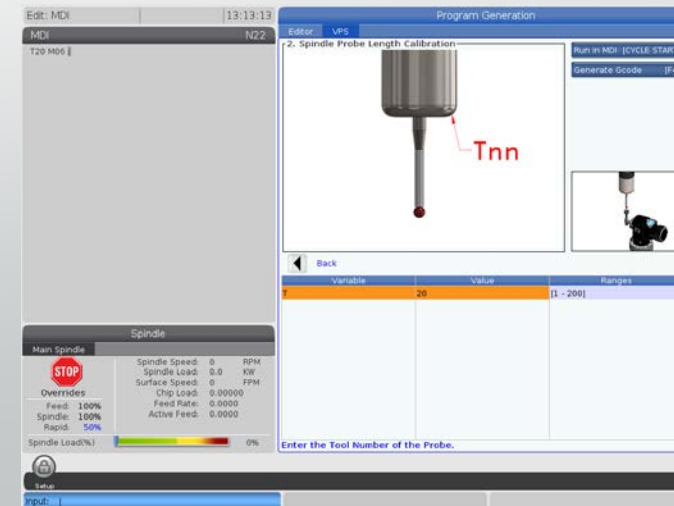 Edit: MDI
13:13:13
MDI
N22
T20 M06
Program Generation
Editor
VPS
2. Spindle Probe Length Calibration
Tnn
Run in MDI [CYCLE START
Generate Gcode [F4
Back
Variable
Value
Ranges
T
20
[1 - 200]
Enter the Tool Number of the Probe.
Spindle
Main Spindle
STOP
Overrides
Feed: 100%
Spindle: 100%
Rapid: 50%
Spindle Speed: 0 RPM
Spindle Load: 0.0 KW
Surface Speed: 0 FPM
Chip Load: 0.00000
Feed Rate: 0.0000
Active Feed: 0.0000
Spindle Load(%)
0%
Setup
Input: